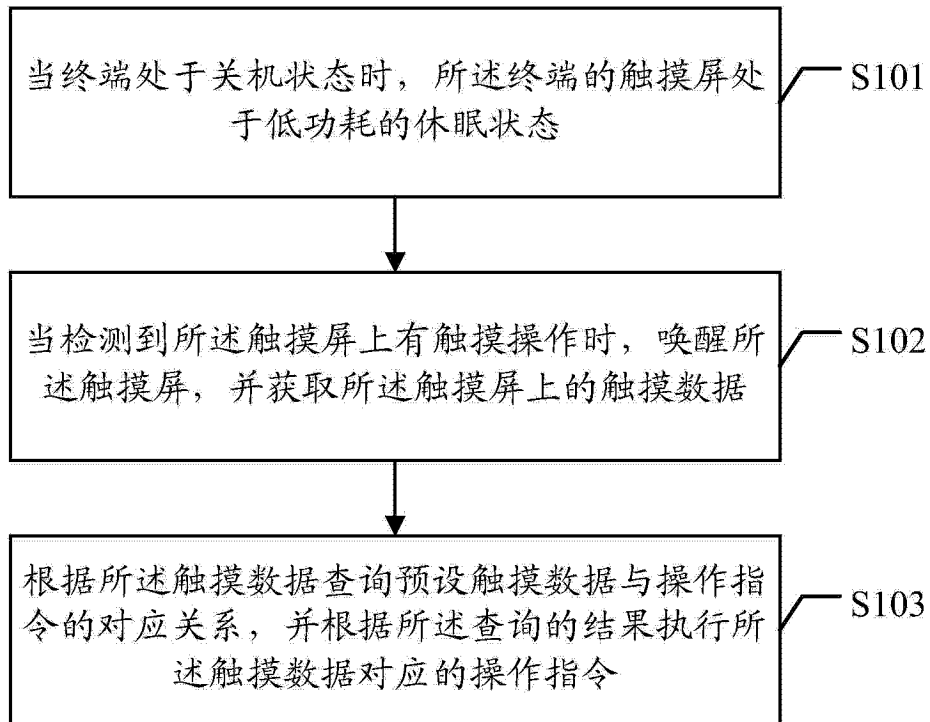 当终端处于关机状态时，所述终端的触摸屏处
于低功耗的休眠状态
S101
当检测到所述触摸屏上有触摸操作时，唤醒所
述触摸屏，并获取所述触摸屏上的触摸数据
S102
根据所述触摸数据查询预设触摸数据与操作指
令的对应关系，并根据所述查询的结果执行所
述触摸数据对应的操作指令
S103